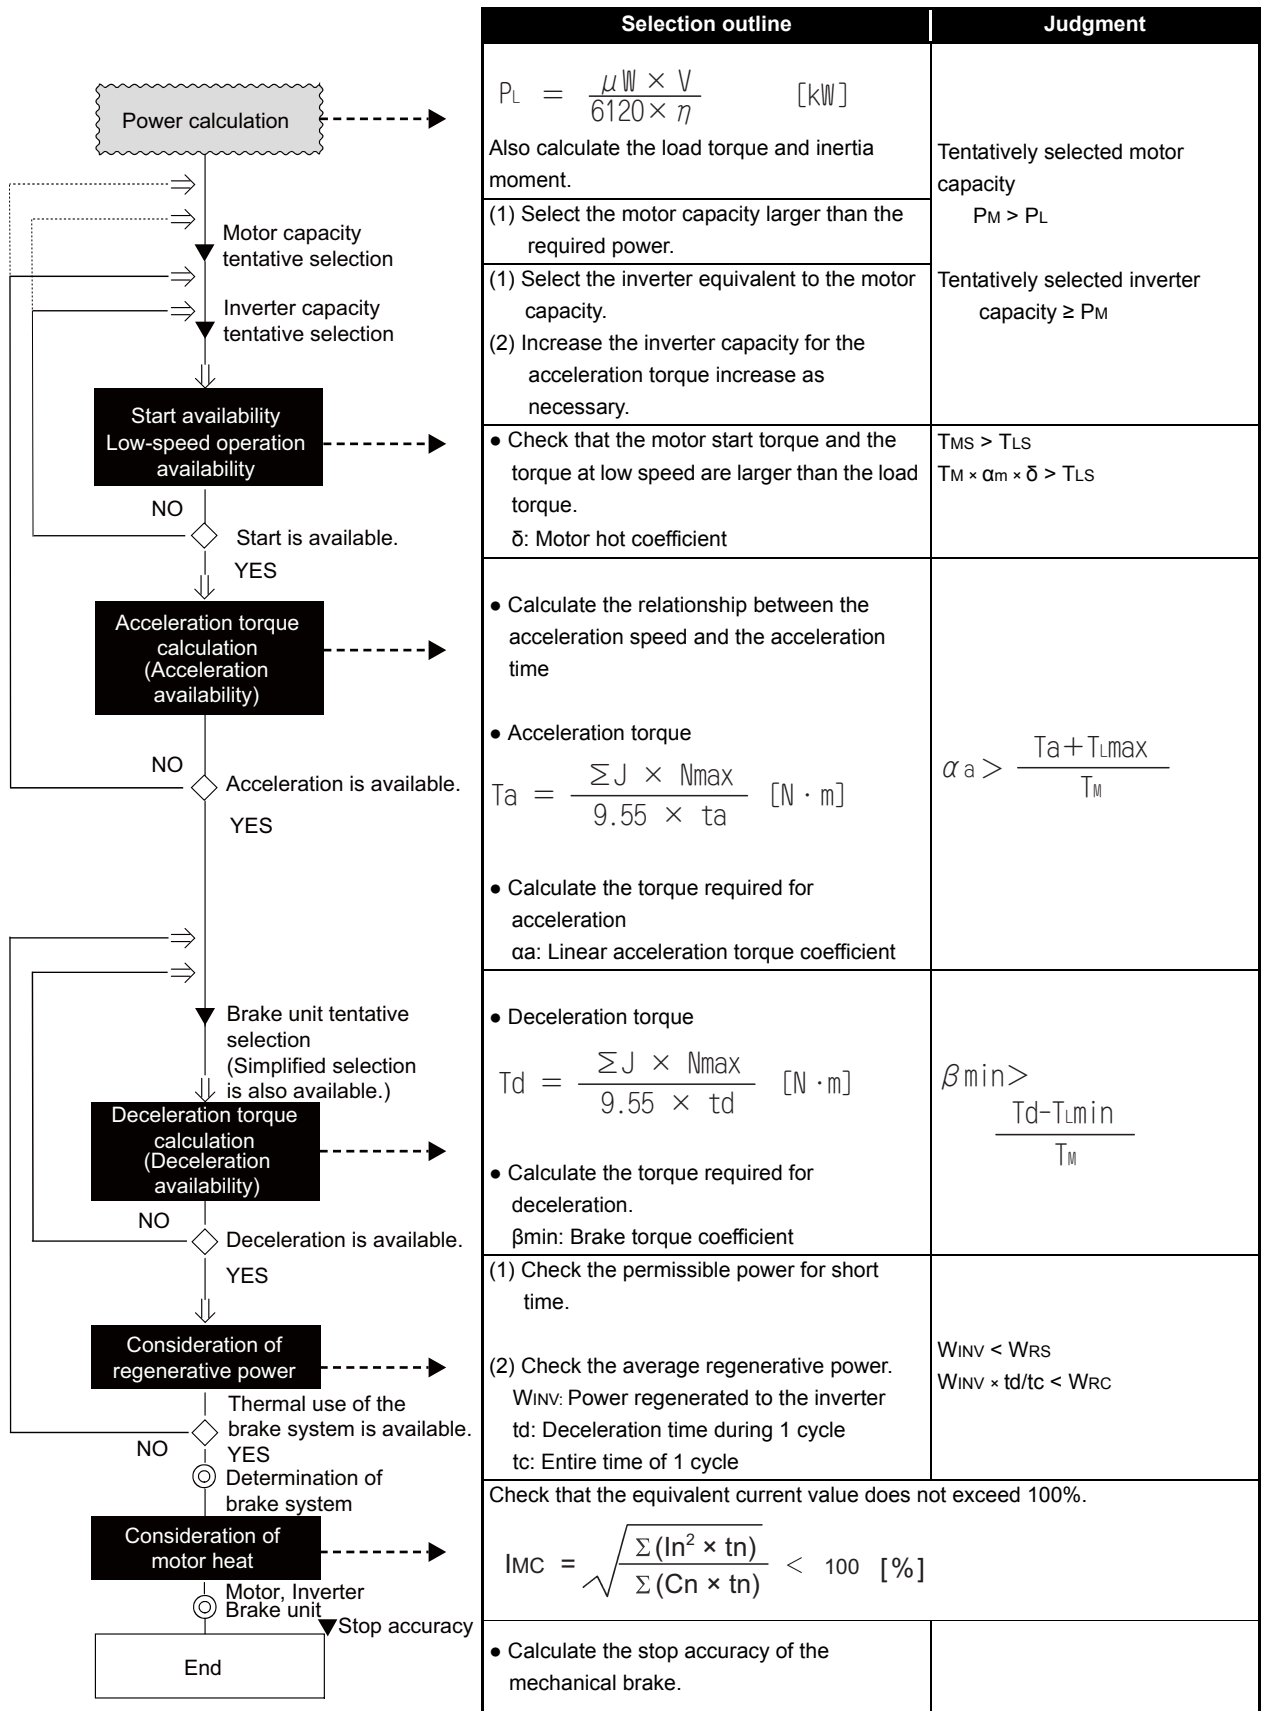 Selection outline
Judgment
Power calculation
Motor capacity
tentative selection
Inverter capacity
tentative selection
Start availability
Low-speed operation
availability
NO
Start is available.
YES
Acceleration torque
calculation
(Acceleration
availability)
NO
Acceleration is available.
YES
Brake unit tentative
selection
(Simplified selection
is also available.)
Deceleration torque
calculation
(Deceleration
availability)
NO
Deceleration is available.
YES
Consideration of
regenerative power
Thermal use of the
brake system is available.
NO
YES
Determination of
brake system
Consideration of
motor heat
Motor, Inverter
Brake unit
Stop accuracy
End
PL = μW × V / 6120 × η [kW]
Also calculate the load torque and inertia
moment.
(1) Select the motor capacity larger than the
required power.
(1) Select the inverter equivalent to the motor
capacity.
(2) Increase the inverter capacity for the
acceleration torque increase as
necessary.
Tentatively selected motor
capacity
PM > PL
Tentatively selected inverter
capacity ≥ PM
● Check that the motor start torque and the
torque at low speed are larger than the load
torque.
δ: Motor hot coefficient
TMS > TLS
TM × αm × δ > TLS
● Calculate the relationship between the
acceleration speed and the acceleration
time
● Acceleration torque
Ta = ΣJ × Nmax / 9.55 × ta [N·m]
● Calculate the torque required for
acceleration
αa: Linear acceleration torque coefficient
αa > Ta+TLmax / TM
● Deceleration torque
Td = ΣJ × Nmax / 9.55 × td [N·m]
● Calculate the torque required for
deceleration.
βmin: Brake torque coefficient
βmin>
Td-TLmin / TM
(1) Check the permissible power for short
time.
(2) Check the average regenerative power.
WINV: Power regenerated to the inverter
td: Deceleration time during 1 cycle
tc: Entire time of 1 cycle
WINV < WRS
WINV × td/tc < WRC
Check that the equivalent current value does not exceed 100%.
IMC = √(Σ(In² × tn) / Σ(Cn × tn)) < 100 [%]
● Calculate the stop accuracy of the
mechanical brake.